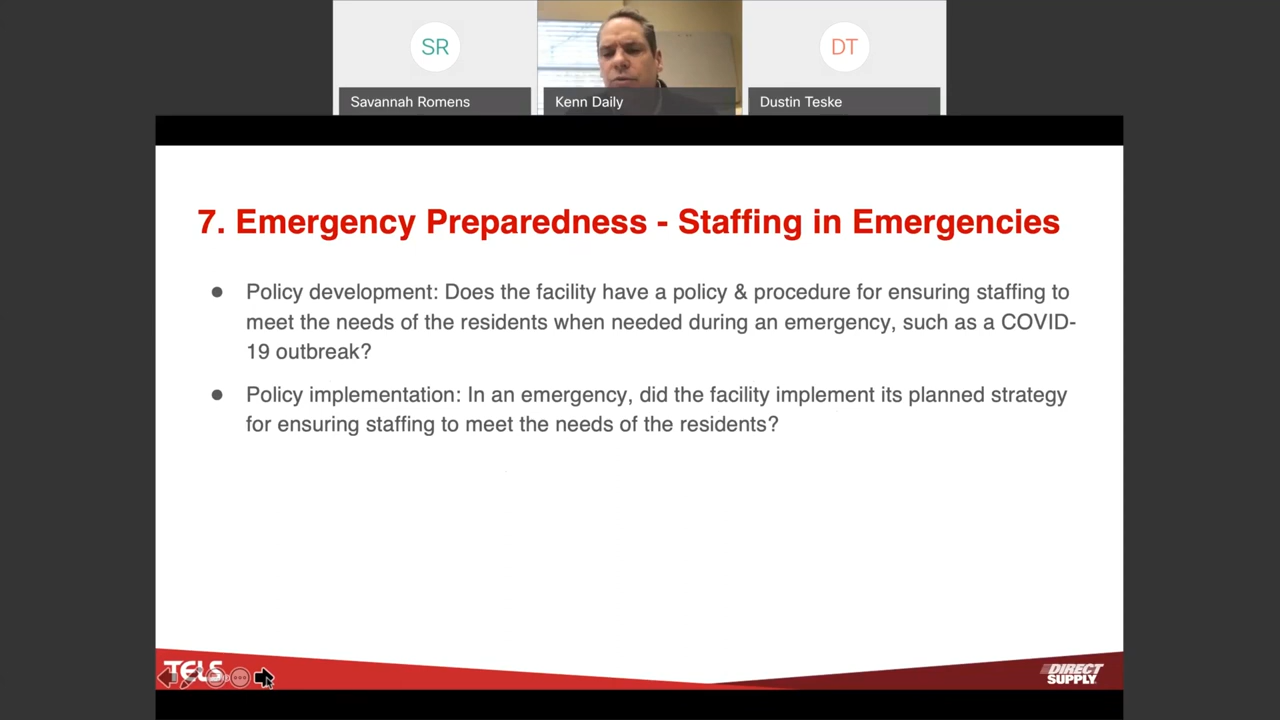 SR
DT
Savannah Romens
Kenn Daily
Dustin Teske
7. Emergency Preparedness - Staffing in Emergencies
● Policy development: Does the facility have a policy & procedure for ensuring staffing to
meet the needs of the residents when needed during an emergency, such as a COVID-
19 outbreak?
● Policy implementation: In an emergency, did the facility implement its planned strategy
for ensuring staffing to meet the needs of the residents?
TELS
DIRECT
SUPPLY